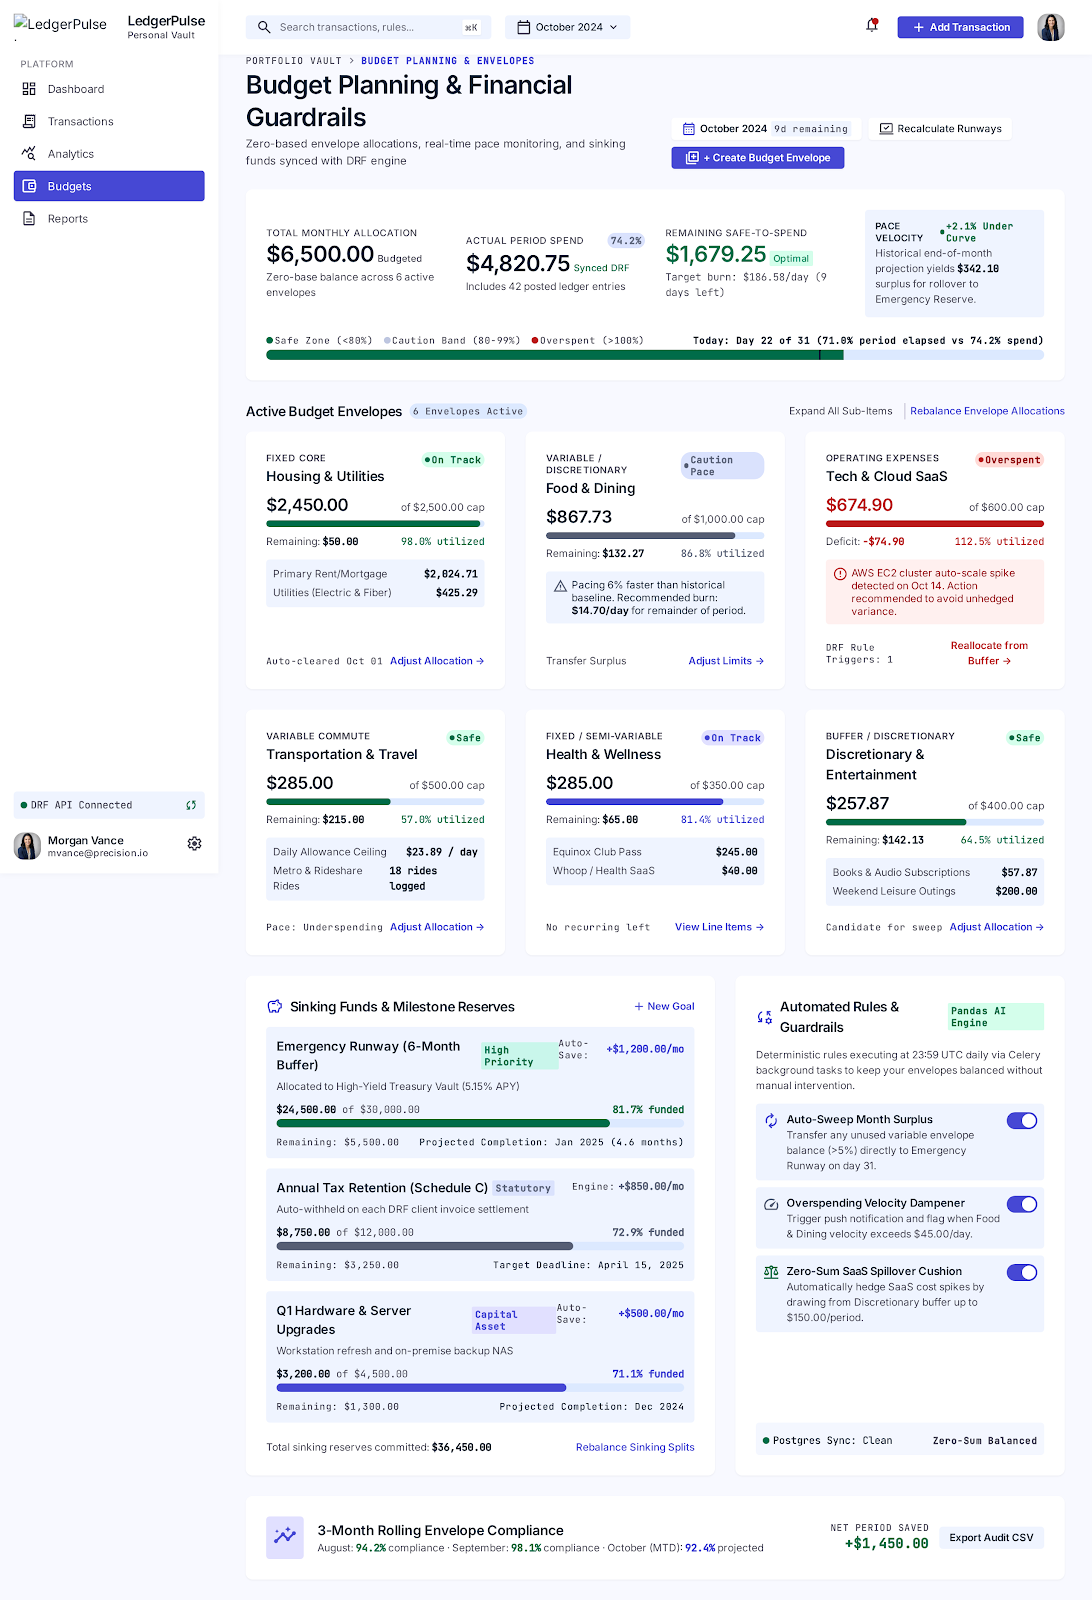 LedgerPulse
LedgerPulse
Personal Vault
Search transactions, rules...
⌘K
October 2024
+ Add Transaction
PLATFORM
Dashboard
Transactions
Analytics
Budgets
Reports
DRF API Connected
Morgan Vance
mvance@precision.io
PORTFOLIO VAULT > BUDGET PLANNING & ENVELOPES
Budget Planning & Financial
Guardrails
Zero-based envelope allocations, real-time pace monitoring, and sinking
funds synced with DRF engine
October 2024 9d remaining
Recalculate Runways
+ Create Budget Envelope
TOTAL MONTHLY ALLOCATION
$6,500.00 Budgeted
Zero-base balance across 6 active
envelopes
ACTUAL PERIOD SPEND 74.2%
$4,820.75 Synced DRF
Includes 42 posted ledger entries
REMAINING SAFE-TO-SPEND
$1,679.25 Optimal
Target burn: $186.58/day (9
days left)
PACE
VELOCITY
+2.1% Under
Curve
Historical end-of-month
projection yields $342.10
surplus for rollover to
Emergency Reserve.
Safe Zone (<80%) Caution Band (80-99%) Overspent (>100%)
Today: Day 22 of 31 (71.0% period elapsed vs 74.2% spend)
Active Budget Envelopes 6 Envelopes Active
Expand All Sub-Items
Rebalance Envelope Allocations
FIXED CORE
On Track
Housing & Utilities
$2,450.00 of $2,500.00 cap
Remaining: $50.00 98.0% utilized
Primary Rent/Mortgage $2,024.71
Utilities (Electric & Fiber) $425.29
Auto-cleared Oct 01 Adjust Allocation →
VARIABLE /
DISCRETIONARY
Caution
Pace
Food & Dining
$867.73 of $1,000.00 cap
Remaining: $132.27 86.8% utilized
Pacing 6% faster than historical
baseline. Recommended burn:
$14.70/day for remainder of period.
Transfer Surplus Adjust Limits →
OPERATING EXPENSES
Overspent
Tech & Cloud SaaS
$674.90 of $600.00 cap
Deficit: -$74.90 112.5% utilized
AWS EC2 cluster auto-scale spike
detected on Oct 14. Action
recommended to avoid unhedged
variance.
DRF Rule
Triggers: 1
Reallocate from
Buffer →
VARIABLE COMMUTE
Safe
Transportation & Travel
$285.00 of $500.00 cap
Remaining: $215.00 57.0% utilized
Daily Allowance Ceiling $23.89 / day
Metro & Rideshare
Rides
18 rides
logged
Pace: Underspending Adjust Allocation →
FIXED / SEMI-VARIABLE
On Track
Health & Wellness
$285.00 of $350.00 cap
Remaining: $65.00 81.4% utilized
Equinox Club Pass $245.00
Whoop / Health SaaS $40.00
No recurring left View Line Items →
BUFFER / DISCRETIONARY
Safe
Discretionary &
Entertainment
$257.87 of $400.00 cap
Remaining: $142.13 64.5% utilized
Books & Audio Subscriptions $57.87
Weekend Leisure Outings $200.00
Candidate for sweep Adjust Allocation →
Sinking Funds & Milestone Reserves
+ New Goal
Emergency Runway (6-Month
Buffer)
High
Priority
Auto-
Save:
+$1,200.00/mo
Allocated to High-Yield Treasury Vault (5.15% APY)
$24,500.00 of $30,000.00 81.7% funded
Remaining: $5,500.00 Projected Completion: Jan 2025 (4.6 months)
Annual Tax Retention (Schedule C) Statutory Engine: +$850.00/mo
Auto-withheld on each DRF client invoice settlement
$8,750.00 of $12,000.00 72.9% funded
Remaining: $3,250.00 Target Deadline: April 15, 2025
Q1 Hardware & Server
Upgrades
Capital
Asset
Auto-
Save:
+$500.00/mo
Workstation refresh and on-premise backup NAS
$3,200.00 of $4,500.00 71.1% funded
Remaining: $1,300.00 Projected Completion: Dec 2024
Total sinking reserves committed: $36,450.00 Rebalance Sinking Splits
Automated Rules &
Guardrails
Pandas AI
Engine
Deterministic rules executing at 23:59 UTC daily via Celery
background tasks to keep your envelopes balanced without
manual intervention.
Auto-Sweep Month Surplus
Transfer any unused variable envelope
balance (>5%) directly to Emergency
Runway on day 31.
Overspending Velocity Dampener
Trigger push notification and flag when Food
& Dining velocity exceeds $45.00/day.
Zero-Sum SaaS Spillover Cushion
Automatically hedge SaaS cost spikes by
drawing from Discretionary buffer up to
$150.00/period.
Postgres Sync: Clean Zero-Sum Balanced
3-Month Rolling Envelope Compliance
August: 94.2% compliance · September: 98.1% compliance · October (MTD): 92.4% projected
NET PERIOD SAVED
+$1,450.00
Export Audit CSV